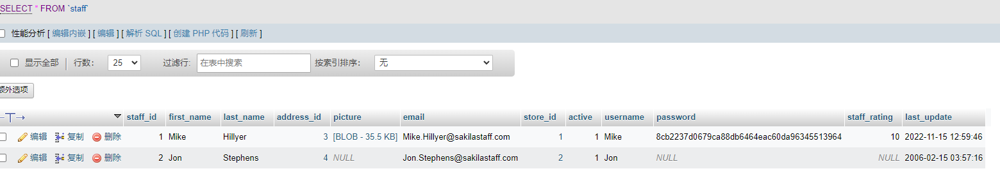 SELECT * FROM `staff`
性能分析 [ 编辑内嵌 ] [ 编辑 ] [ 解析 SQL ] [ 创建 PHP 代码 ] [ 刷新 ]
显示全部 行数: 25 过滤行: 在表中搜索 按索引排序: 无
额外选项
staff_id first_name last_name address_id picture email store_id active username password staff_rating last_update
编辑 复制 删除 1 Mike Hillyer 3 [BLOB - 35.5 KB] Mike.Hillyer@sakilastaff.com 1 1 Mike 8cb2237d0679ca88db6464eac60da96345513964 10 2022-11-15 12:59:46
编辑 复制 删除 2 Jon Stephens 4 NULL Jon.Stephens@sakilastaff.com 2 1 Jon NULL NULL 2006-02-15 03:57:16